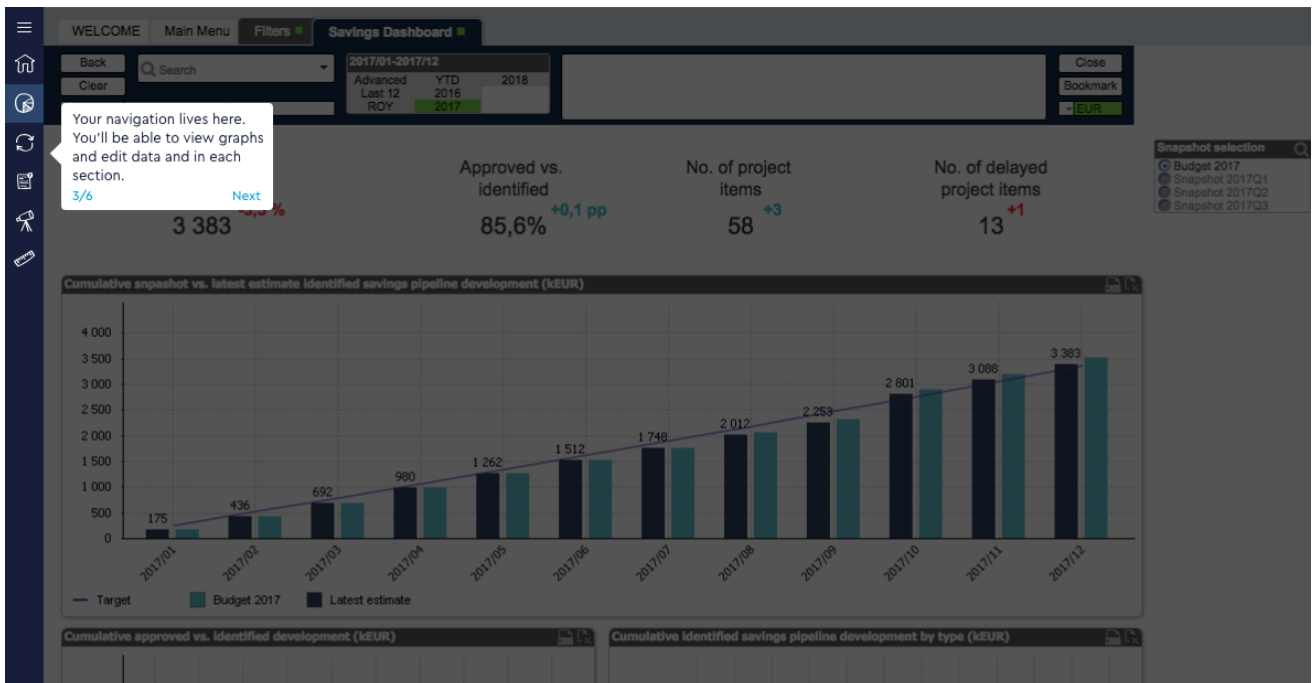 WELCOME
Main Menu
Filters
Savings Dashboard
Back
Clear
Search
2017/01-2017/12
Advanced YTD 2018
Last 12 2016
ROY 2017
Close
Bookmark
EUR
Your navigation lives here.
You'll be able to view graphs
and edit data and in each
section.
3/6 Next
3 383
Approved vs.
identified
+0,1 pp
85,6%
No. of project
items
+3
58
No. of delayed
project items
+1
13
Snapshot selection
Budget 2017
Snapshot 2017Q1
Snapshot 2017Q2
Snapshot 2017Q3
Cumulative snpashot vs. latest estimate identified savings pipeline development (kEUR)
4 000
3 500
3 000
2 500
2 000
1 500
1 000
500
0
175
436
692
980
1 262
1 512
1 748
2 012
2 253
2 801
3 088
3 383
2017/01
2017/02
2017/03
2017/04
2017/05
2017/06
2017/07
2017/08
2017/09
2017/10
2017/11
2017/12
Target
Budget 2017
Latest estimate
Cumulative approved vs. identified development (kEUR)
Cumulative identified savings pipeline development by type (kEUR)